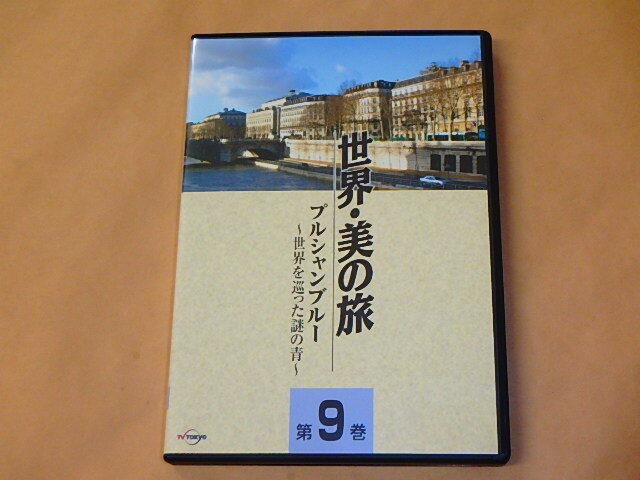 世界・美の旅
プルシャンブルー
～世界を巡った謎の青～
第9巻
TV TOKYO